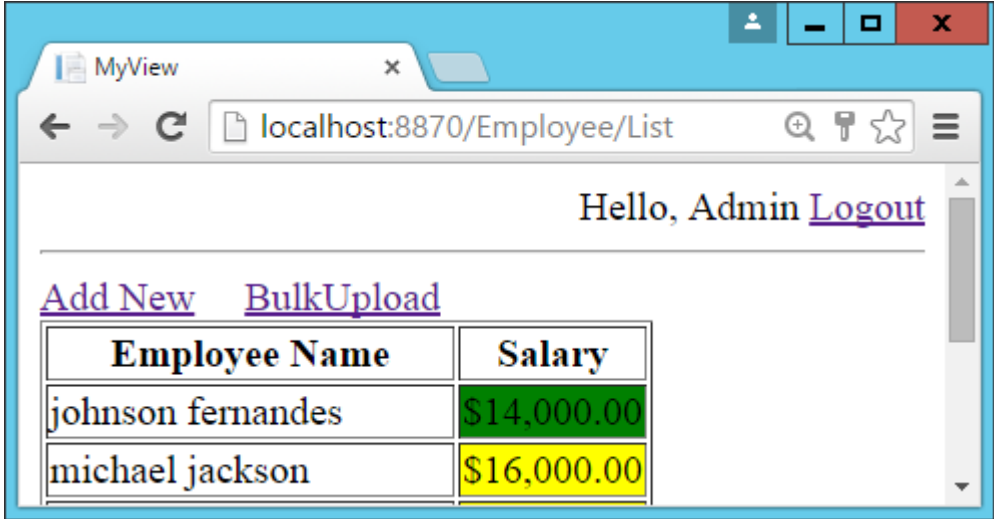 MyView
localhost:8870/Employee/List
Hello, Admin Logout
Add New BulkUpload
Employee Name Salary
johnson fernandes $14,000.00
michael jackson $16,000.00